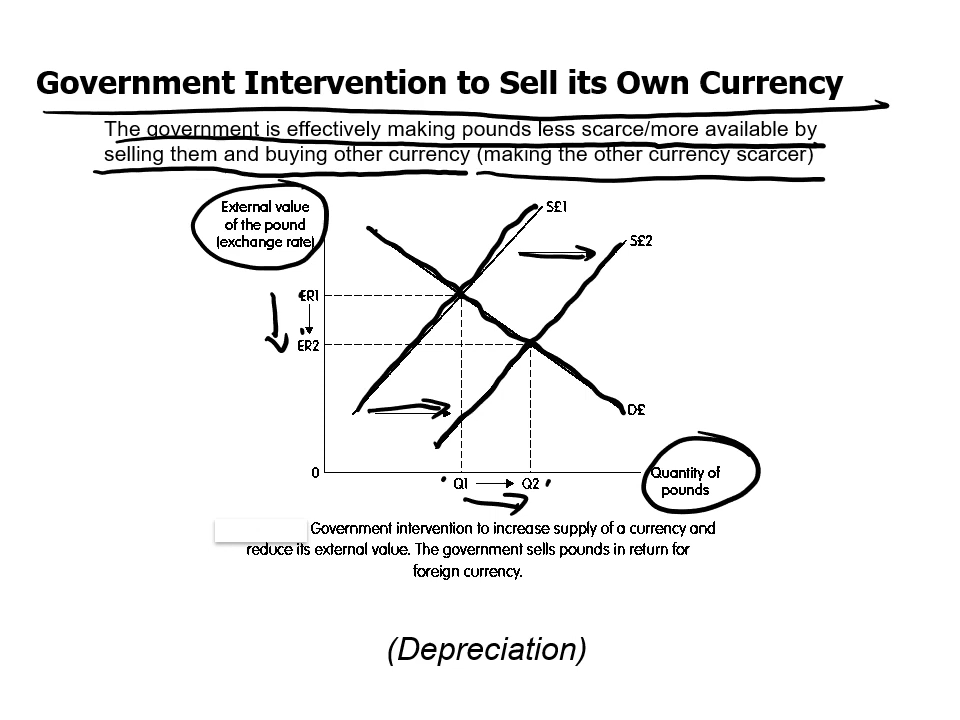 Government Intervention to Sell its Own Currency
The government is effectively making pounds less scarce/more available by
selling them and buying other currency (making the other currency scarcer)
External value
of the pound
(exchange rate)
S£1
S£2
ER1
ER2
D£
0
Q1
Q2
Quantity of
pounds
Government intervention to increase supply of a currency and
reduce its external value. The government sells pounds in return for
foreign currency.
(Depreciation)